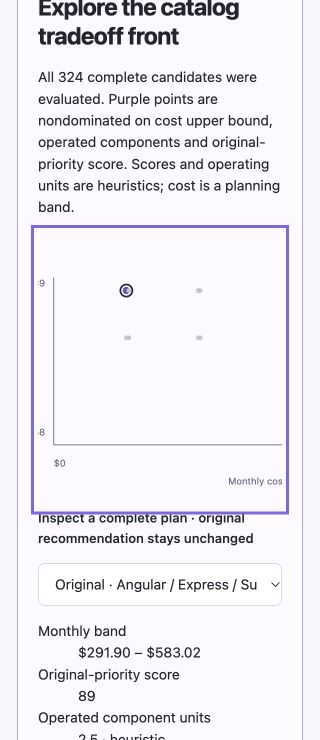 Explore the catalog
tradeoff front
All 324 complete candidates were
evaluated. Purple points are
nondominated on cost upper bound,
operated components and original-
priority score. Scores and operating
units are heuristics; cost is a planning
band.
9
8
$0
Monthly cos
Inspect a complete plan · original
recommendation stays unchanged
Original · Angular / Express / Su
Monthly band
$291.90 – $583.02
Original-priority score
89
Operated component units
2.5 · heuristic